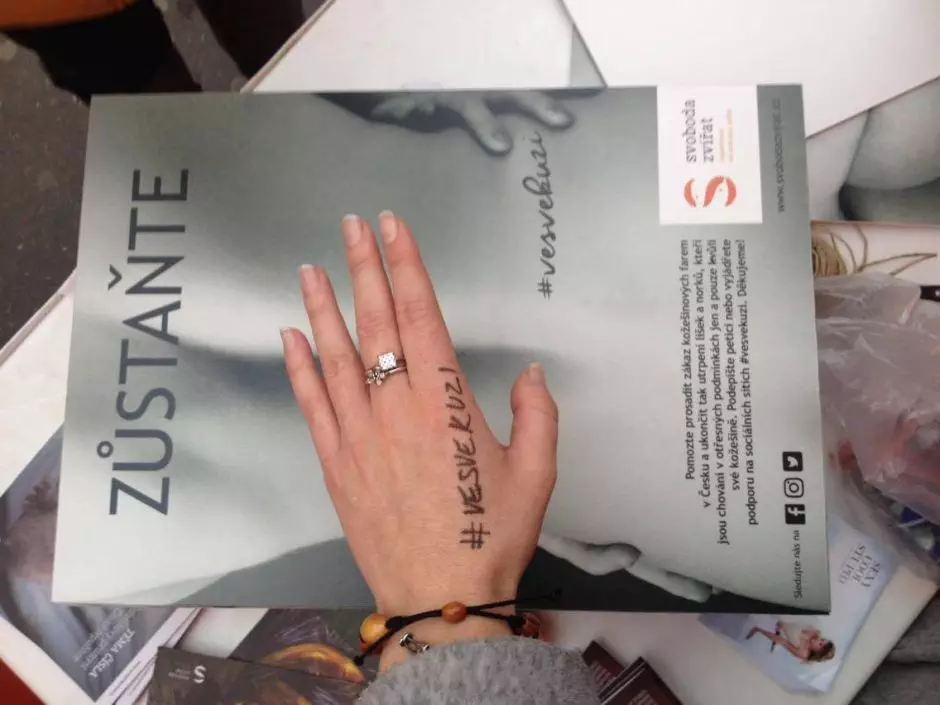 ZŮSTAŇTE
#vesvekuzi
#VESVEKUZI
svoboda
zvířat
Pomozte prosadit zákaz kožešinových farem
v Česku a ukončit tak utrpení lišek a norků, kteří
jsou chováni v otřesných podmínkách jen a pouze kvůli
své kožešině. Podepište petici nebo vyjádřete
podporu na sociálních sítích #vesvekuzi. Děkujeme!
Sledujte nás na
TEMA ČÍSLA